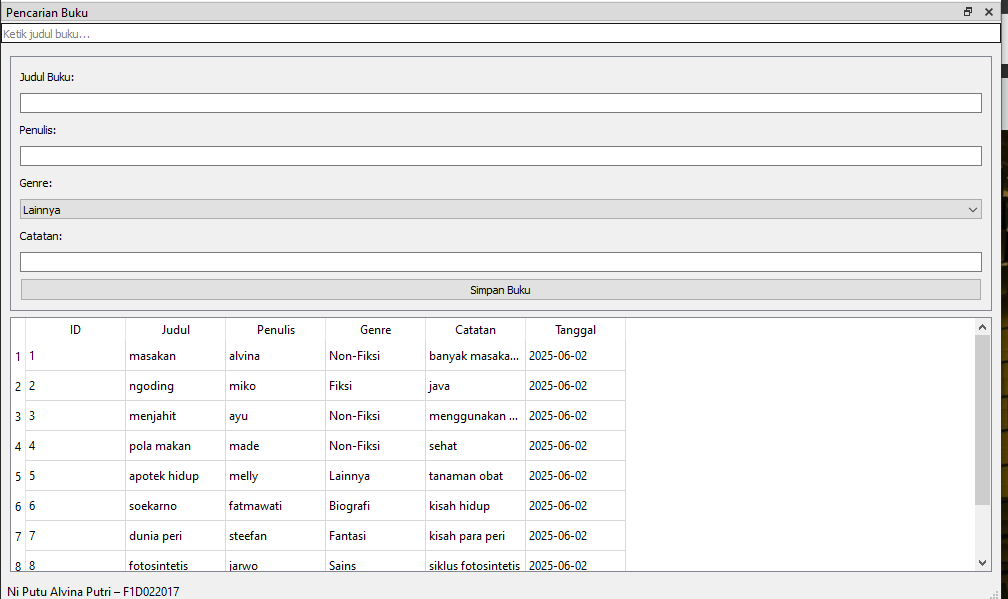 Pencarian Buku
Ketik judul buku...
Judul Buku:
Penulis:
Genre:
Lainnya
Catatan:
Simpan Buku
ID Judul Penulis Genre Catatan Tanggal
1 1 masakan alvina Non-Fiksi banyak masaka... 2025-06-02
2 2 ngoding miko Fiksi java 2025-06-02
3 3 menjahit ayu Non-Fiksi menggunakan ... 2025-06-02
4 4 pola makan made Non-Fiksi sehat 2025-06-02
5 5 apotek hidup melly Lainnya tanaman obat 2025-06-02
6 6 soekarno fatmawati Biografi kisah hidup 2025-06-02
7 7 dunia peri steefan Fantasi kisah para peri 2025-06-02
8 8 fotosintetis jarwo Sains siklus fotosintetis 2025-06-02
Ni Putu Alvina Putri – F1D022017